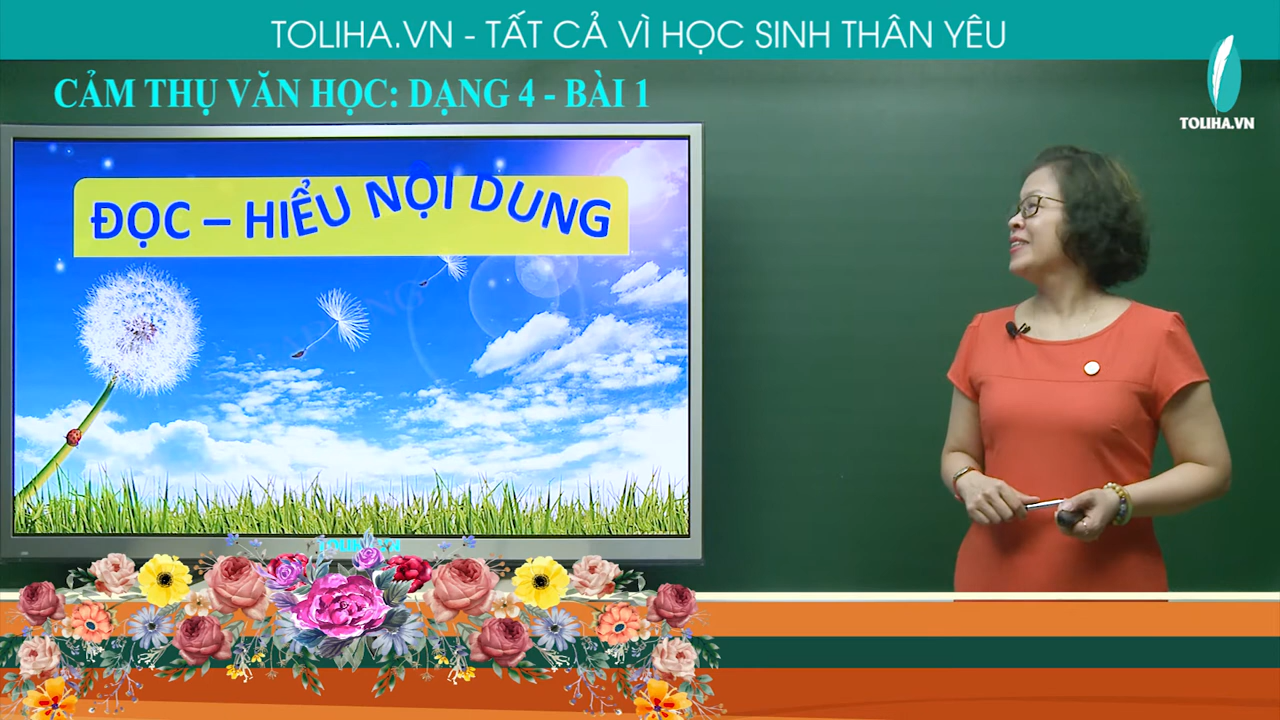 TOLIHA.VN - TẤT CẢ VÌ HỌC SINH THÂN YÊU
CẢM THỤ VĂN HỌC: DẠNG 4 - BÀI 1
TOLIHA.VN
ĐỌC – HIỂU NỘI DUNG